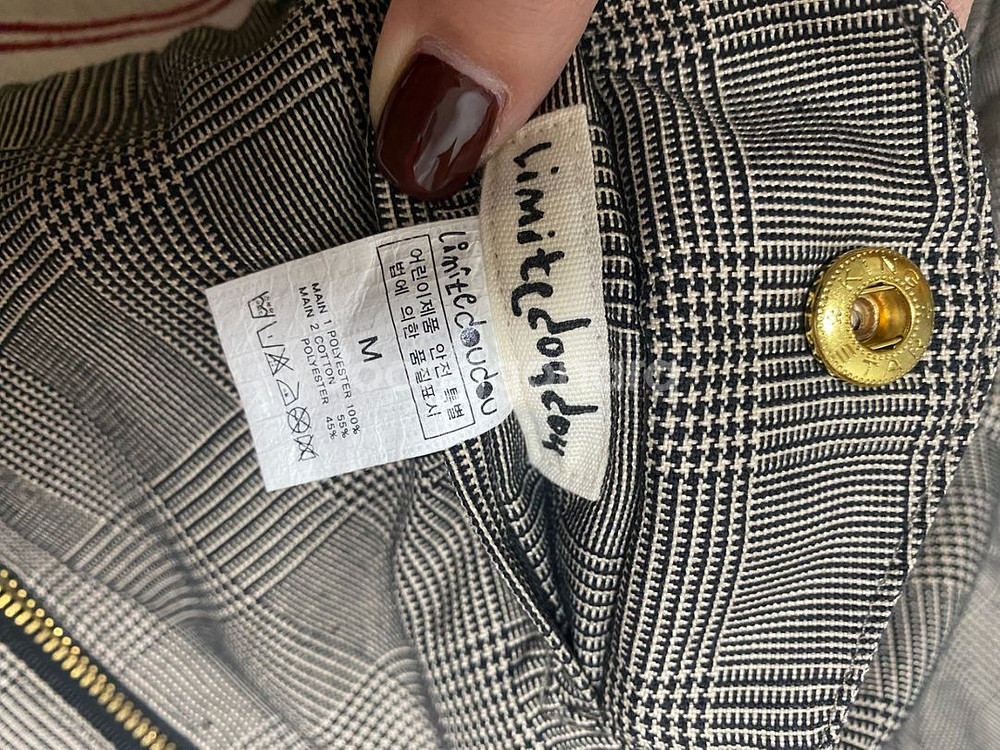 limitedoudou
limitedoudou
어린이제품 안전 특별
법에 의한 품질표시
M
MAIN 1 POLYESTER 100%
MAIN 2 COTTON 55%
POLYESTER 45%